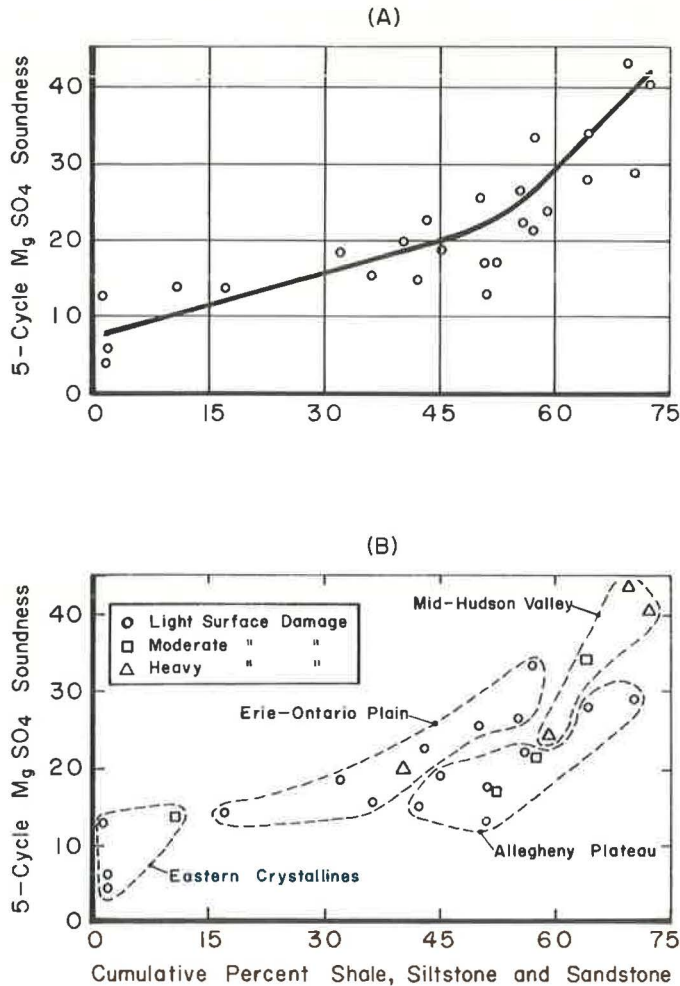 (A)
5-Cycle Mg SO4 Soundness
40
30
20
10
0
0 15 30 45 60 75
(B)
5-Cycle Mg SO4 Soundness
40
30
20
10
0
Light Surface Damage
Moderate " "
Heavy " "
Mid-Hudson Valley
Erie-Ontario Plain
Allegheny Plateau
Eastern Crystallines
0 15 30 45 60 75
Cumulative Percent Shale, Siltstone and Sandstone